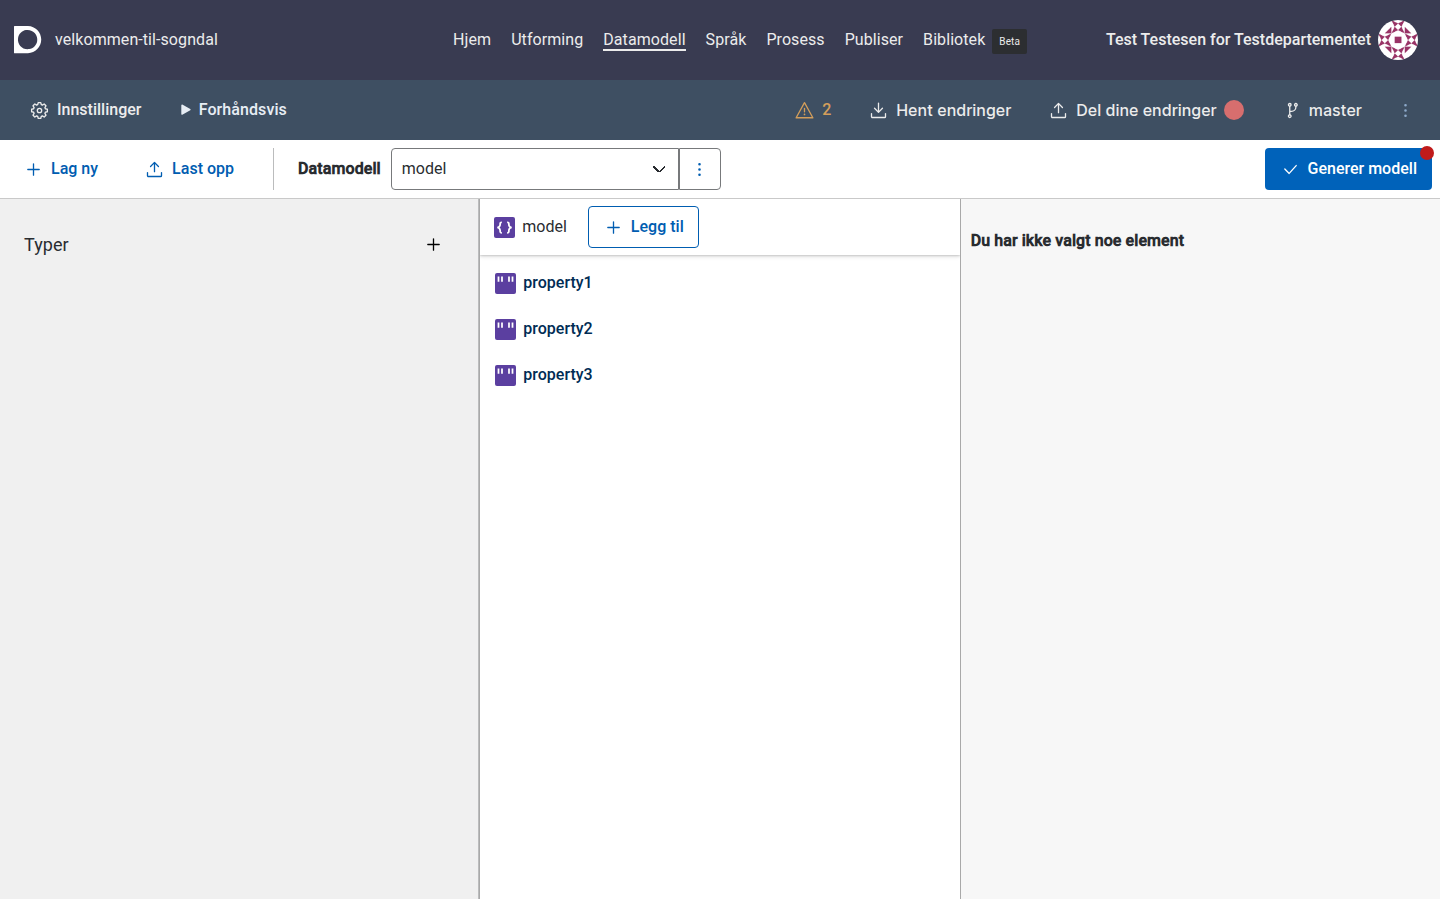 velkommen-til-sogndal
Hjem Utforming Datamodell Språk Prosess Publiser Bibliotek Beta
Test Testesen for Testdepartementet
Innstillinger Forhåndsvis 2 Hent endringer Del dine endringer master
Lag ny Last opp Datamodell model Generer modell
Typer
model Legg til
property1
property2
property3
Du har ikke valgt noe element